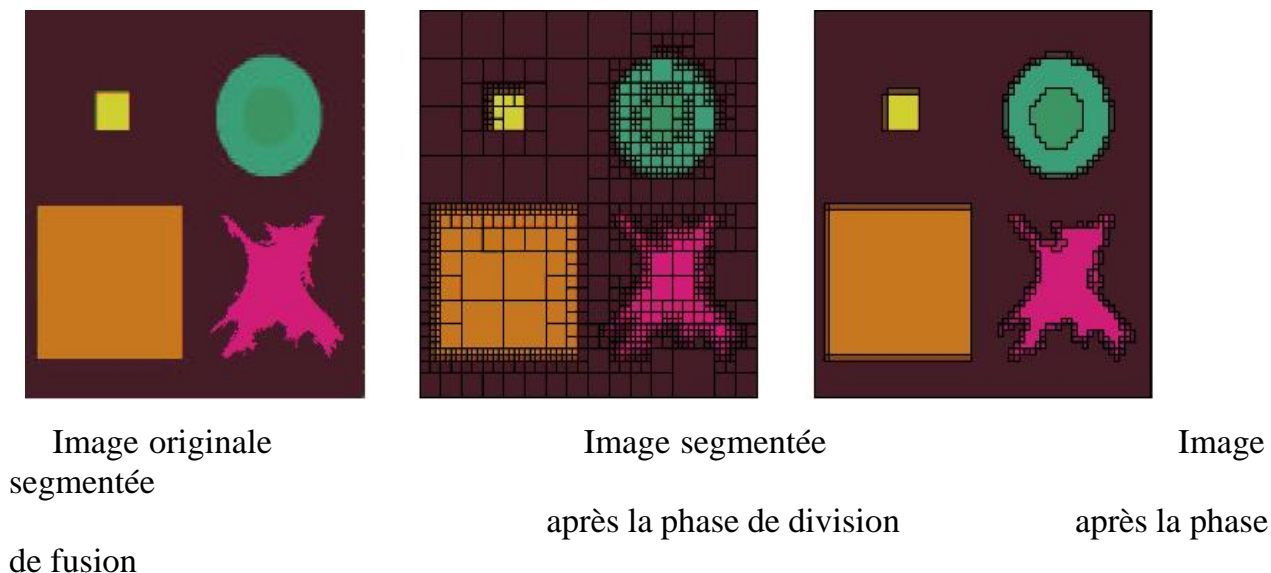 Image originale Image segmentée Image
segmentée
après la phase de division après la phase
de fusion